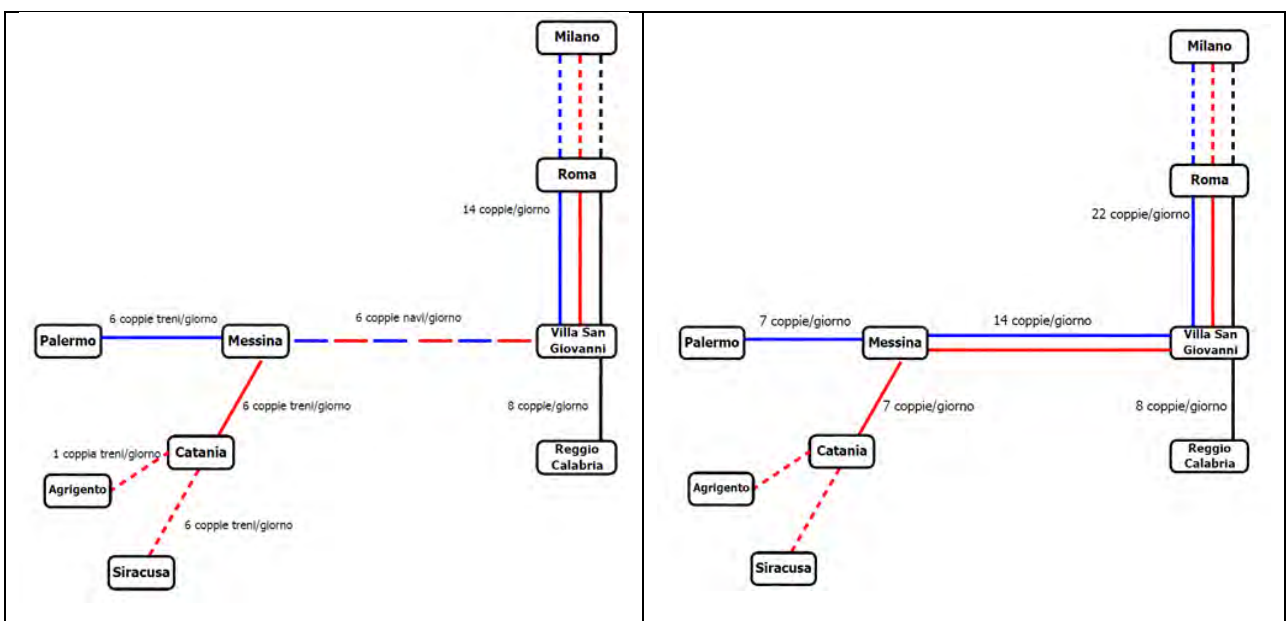 Milano
Roma
14 coppie/giorno
6 coppie treni/giorno
6 coppie navi/giorno
Palermo
Messina
Villa San
Giovanni
6 coppie treni/giorno
8 coppie/giorno
1 coppia treni/giorno
Catania
Reggio
Calabria
Agrigento
6 coppie treni/giorno
Siracusa
Milano
Roma
22 coppie/giorno
7 coppie/giorno
14 coppie/giorno
Palermo
Messina
Villa San
Giovanni
7 coppie/giorno
8 coppie/giorno
Catania
Reggio
Calabria
Agrigento
Siracusa